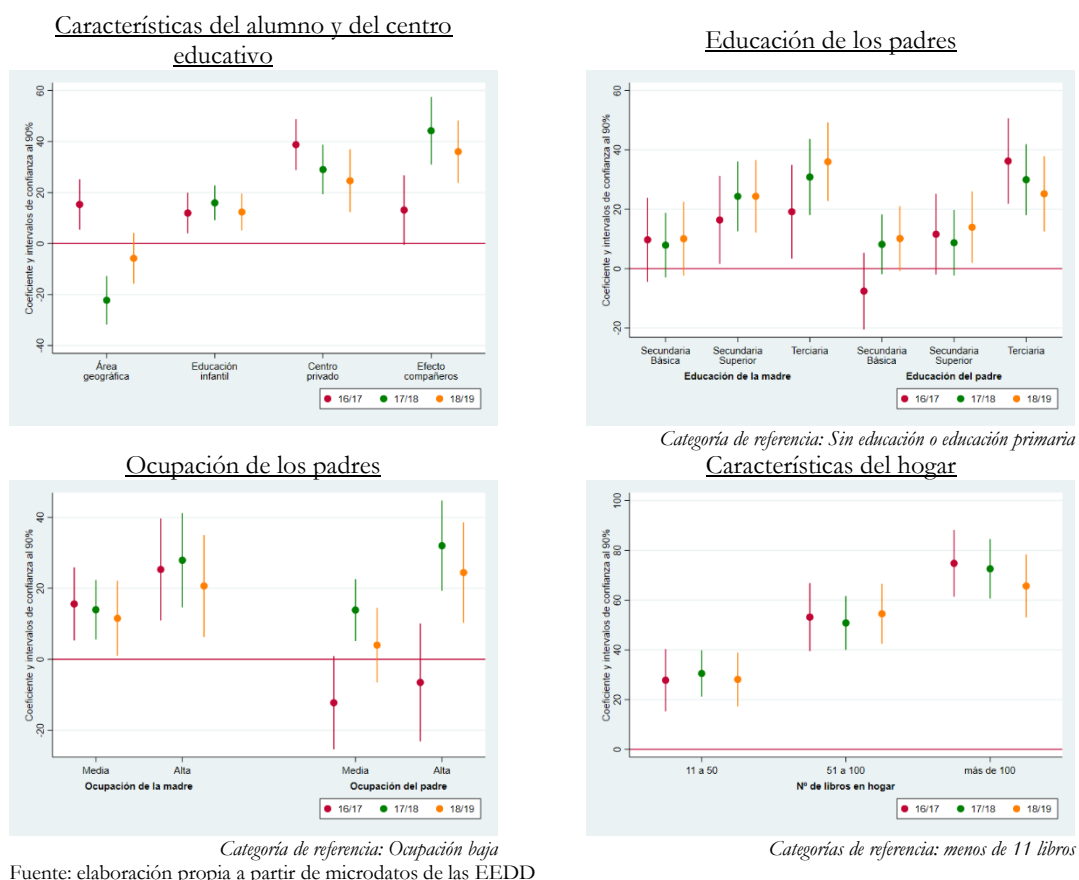 Características del alumno y del centro
educativo
Educación de los padres
Coeficiente y intervalos de confianza al 90%
60
40
20
0
-20
-40
Área
geográfica
Educación
infantil
Centro
privado
Efecto
compañeros
16/17 17/18 18/19
Coeficiente y intervalos de confianza al 90%
60
40
20
0
-20
Secundaria
Básica
Secundaria
Superior
Terciaria
Secundaria
Básica
Secundaria
Superior
Terciaria
Educación de la madre Educación del padre
16/17 17/18 18/19
Categoría de referencia: Sin educación o educación primaria
Ocupación de los padres
Características del hogar
Coeficiente y intervalos de confianza al 90%
40
20
0
-20
Media Alta Media Alta
Ocupación de la madre Ocupación del padre
16/17 17/18 18/19
Coeficiente y intervalos de confianza al 90%
100
80
60
40
20
0
11 a 50 51 a 100 más de 100
Nº de libros en hogar
16/17 17/18 18/19
Categoría de referencia: Ocupación baja
Categorías de referencia: menos de 11 libros
Fuente: elaboración propia a partir de microdatos de las EEDD